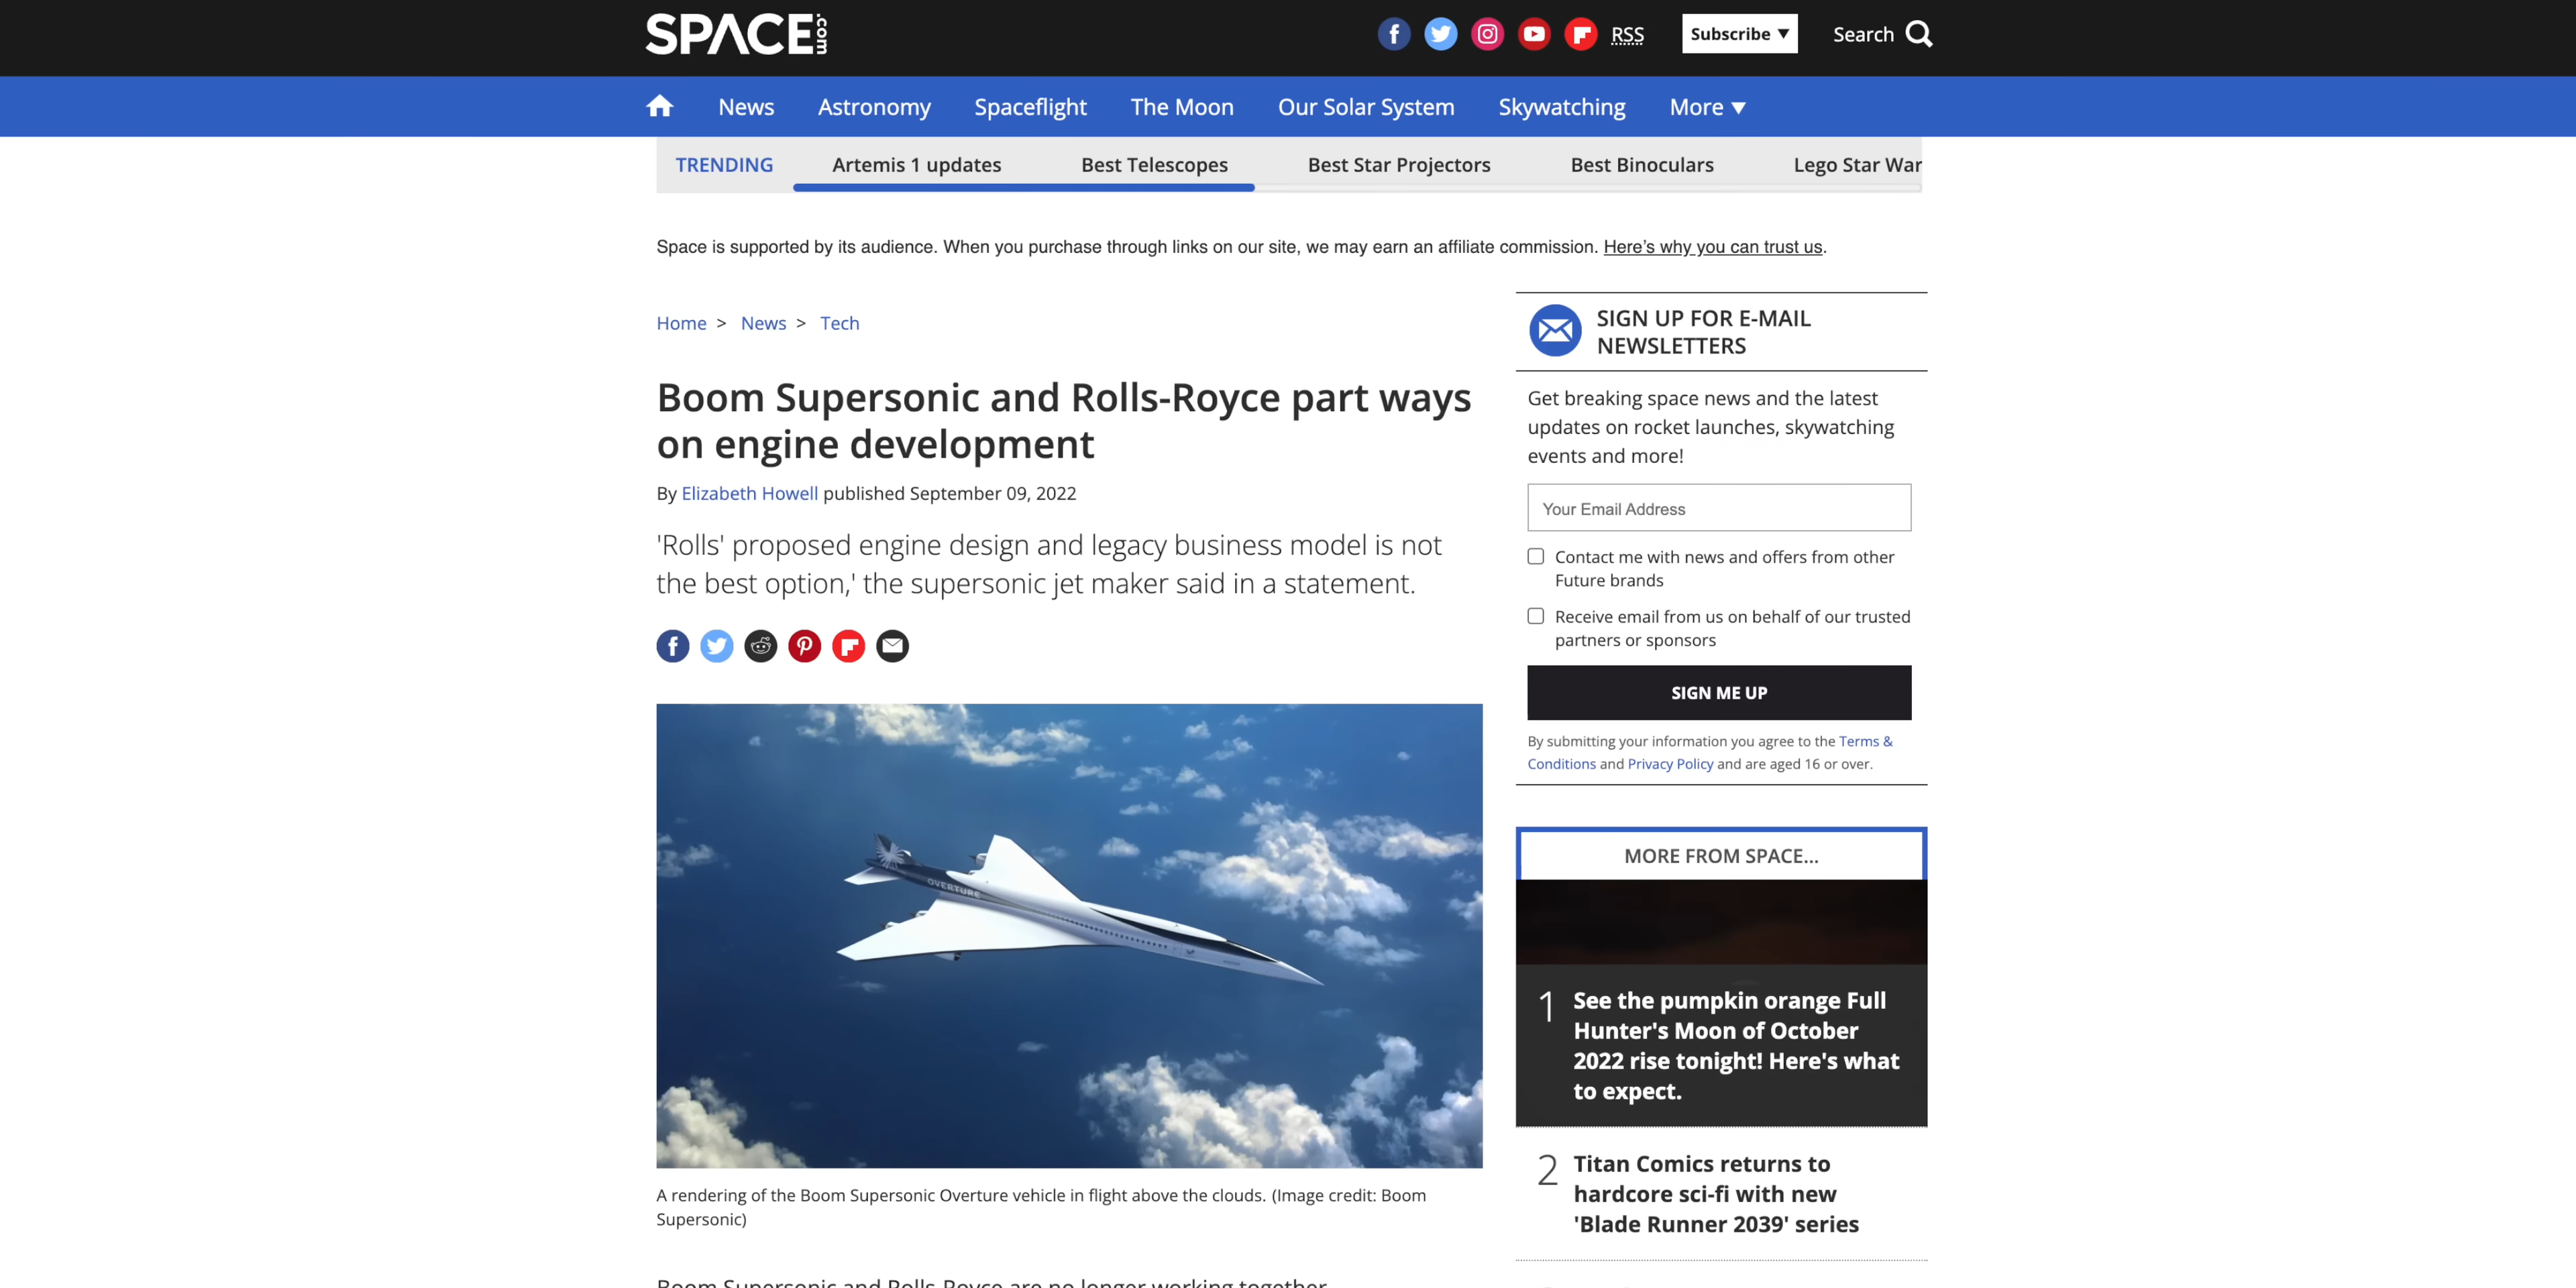 SPACE.com
RSS
Subscribe ▼
Search
News
Astronomy
Spaceflight
The Moon
Our Solar System
Skywatching
More ▼
TRENDING
Artemis 1 updates
Best Telescopes
Best Star Projectors
Best Binoculars
Lego Star War
Space is supported by its audience. When you purchase through links on our site, we may earn an affiliate commission. Here’s why you can trust us.
Home > News > Tech
Boom Supersonic and Rolls-Royce part ways
on engine development
By Elizabeth Howell published September 09, 2022
'Rolls' proposed engine design and legacy business model is not
the best option,' the supersonic jet maker said in a statement.
OVERTURE
A rendering of the Boom Supersonic Overture vehicle in flight above the clouds. (Image credit: Boom
Supersonic)
Boom Supersonic and Rolls-Royce are no longer working together
SIGN UP FOR E-MAIL
NEWSLETTERS
Get breaking space news and the latest
updates on rocket launches, skywatching
events and more!
Your Email Address
Contact me with news and offers from other
Future brands
Receive email from us on behalf of our trusted
partners or sponsors
SIGN ME UP
By submitting your information you agree to the Terms &
Conditions and Privacy Policy and are aged 16 or over.
MORE FROM SPACE...
1 See the pumpkin orange Full
Hunter's Moon of October
2022 rise tonight! Here's what
to expect.
2 Titan Comics returns to
hardcore sci-fi with new
'Blade Runner 2039' series